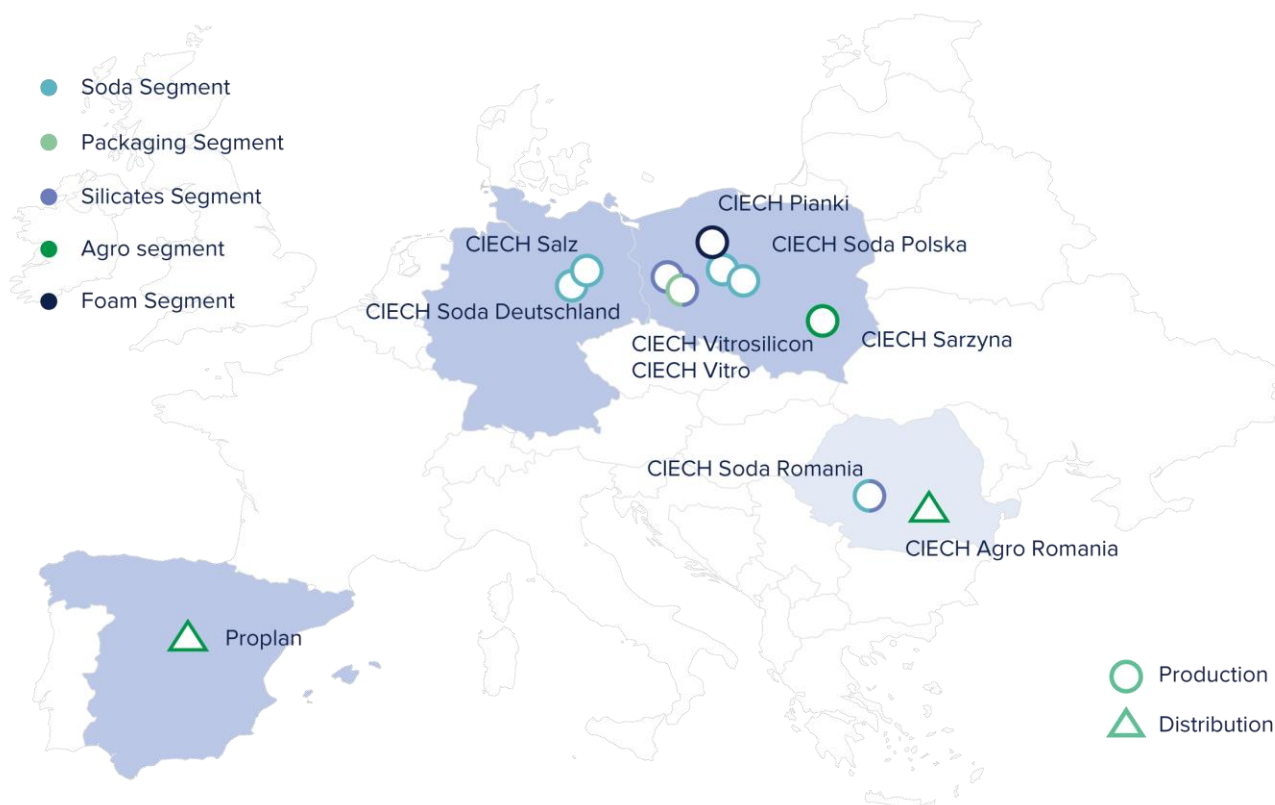 Soda Segment
Packaging Segment
Silicates Segment
Agro segment
Foam Segment
CIECH Pianki
CIECH Salz
CIECH Soda Polska
CIECH Soda Deutschland
CIECH Vitrosilicon
CIECH Vitro
CIECH Sarzyna
CIECH Soda Romania
CIECH Agro Romania
Proplan
Production
Distribution